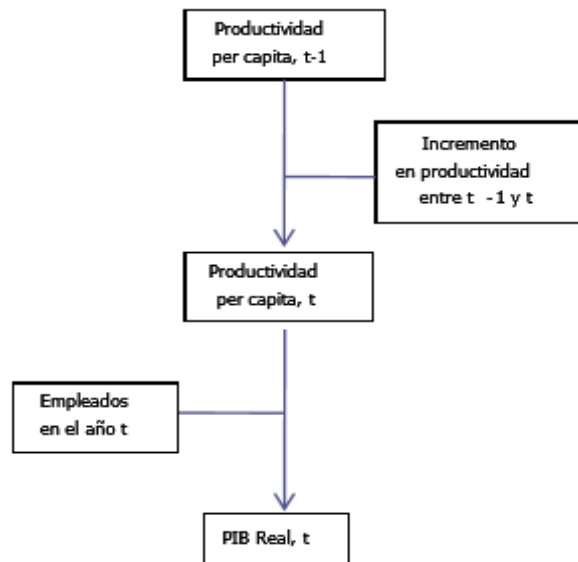 Productividad
per capita, t-1
Incremento
en productividad
entre t -1 y t
Productividad
per capita, t
Empleados
en el año t
PIB Real, t